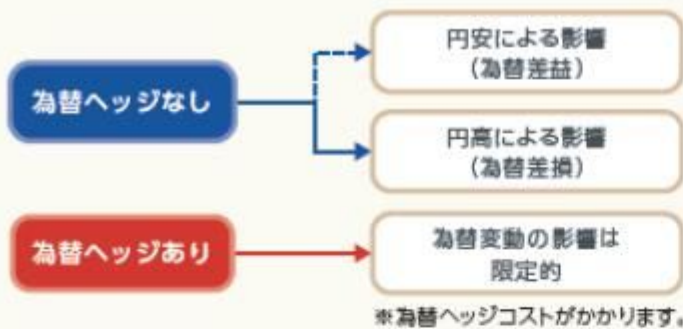 為替ヘッジなし
円安による影響
(為替差益)
円高による影響
(為替差損)
為替ヘッジあり
為替変動の影響は
限定的
※為替ヘッジコストがかかります。